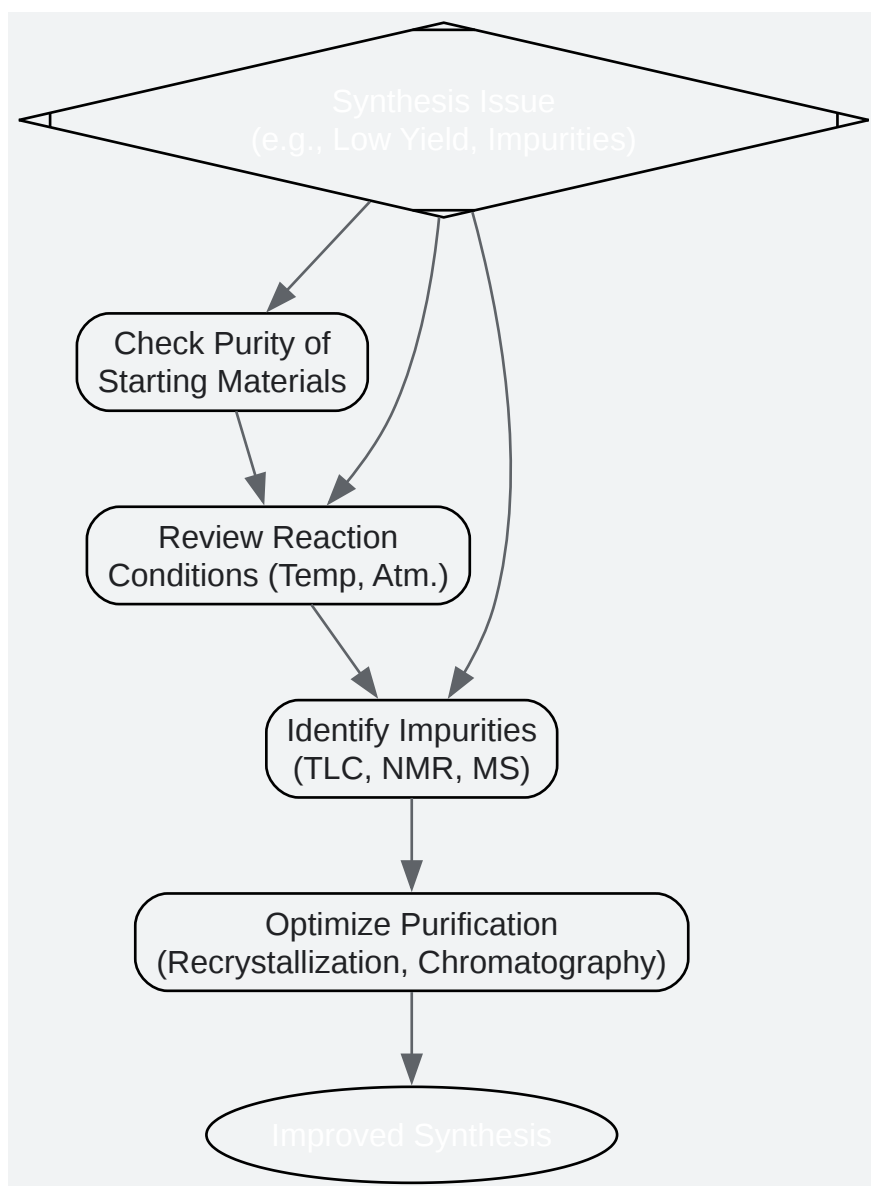 Synthesis Issue
(e.g., Low Yield, Impurities)
Check Purity of
Starting Materials
Review Reaction
Conditions (Temp, Atm.)
Identify Impurities
(TLC, NMR, MS)
Optimize Purification
(Recrystallization, Chromatography)
Improved Synthesis